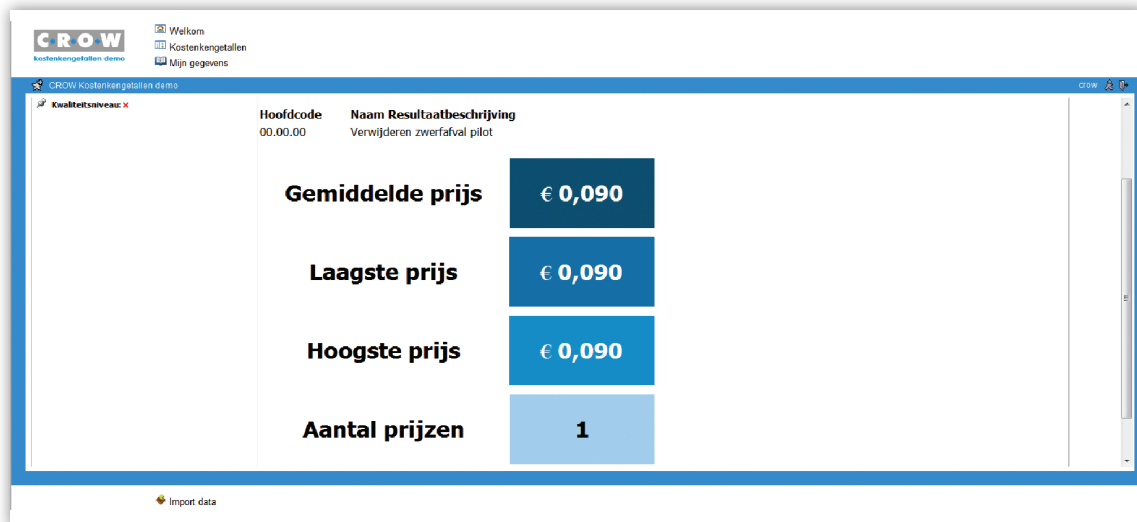 C·R·O·W
kostenkengetallen demo
Welkom
Kostenkengetallen
Mijn gegevens
CROW Kostenkengetallen demo
crow
Kwaliteitsniveau: x
Hoofdcode Naam Resultaatbeschrijving
00.00.00 Verwijderen zwerfafval pilot
Gemiddelde prijs € 0,090
Laagste prijs € 0,090
Hoogste prijs € 0,090
Aantal prijzen 1
Import data